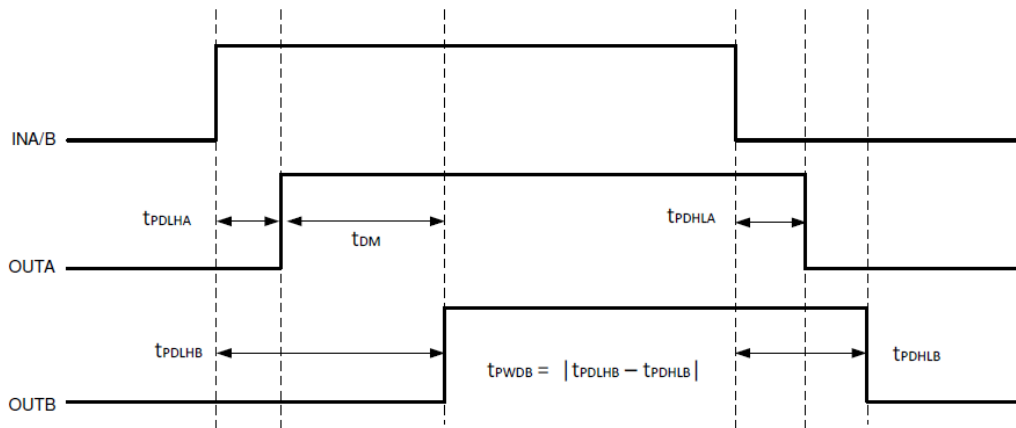 INA/B
tPDLHA
tDM
tPDHLA
OUTA
tPDLHB
tPWDB = |tPDLHB – tPDHLB|
tPDHLB
OUTB